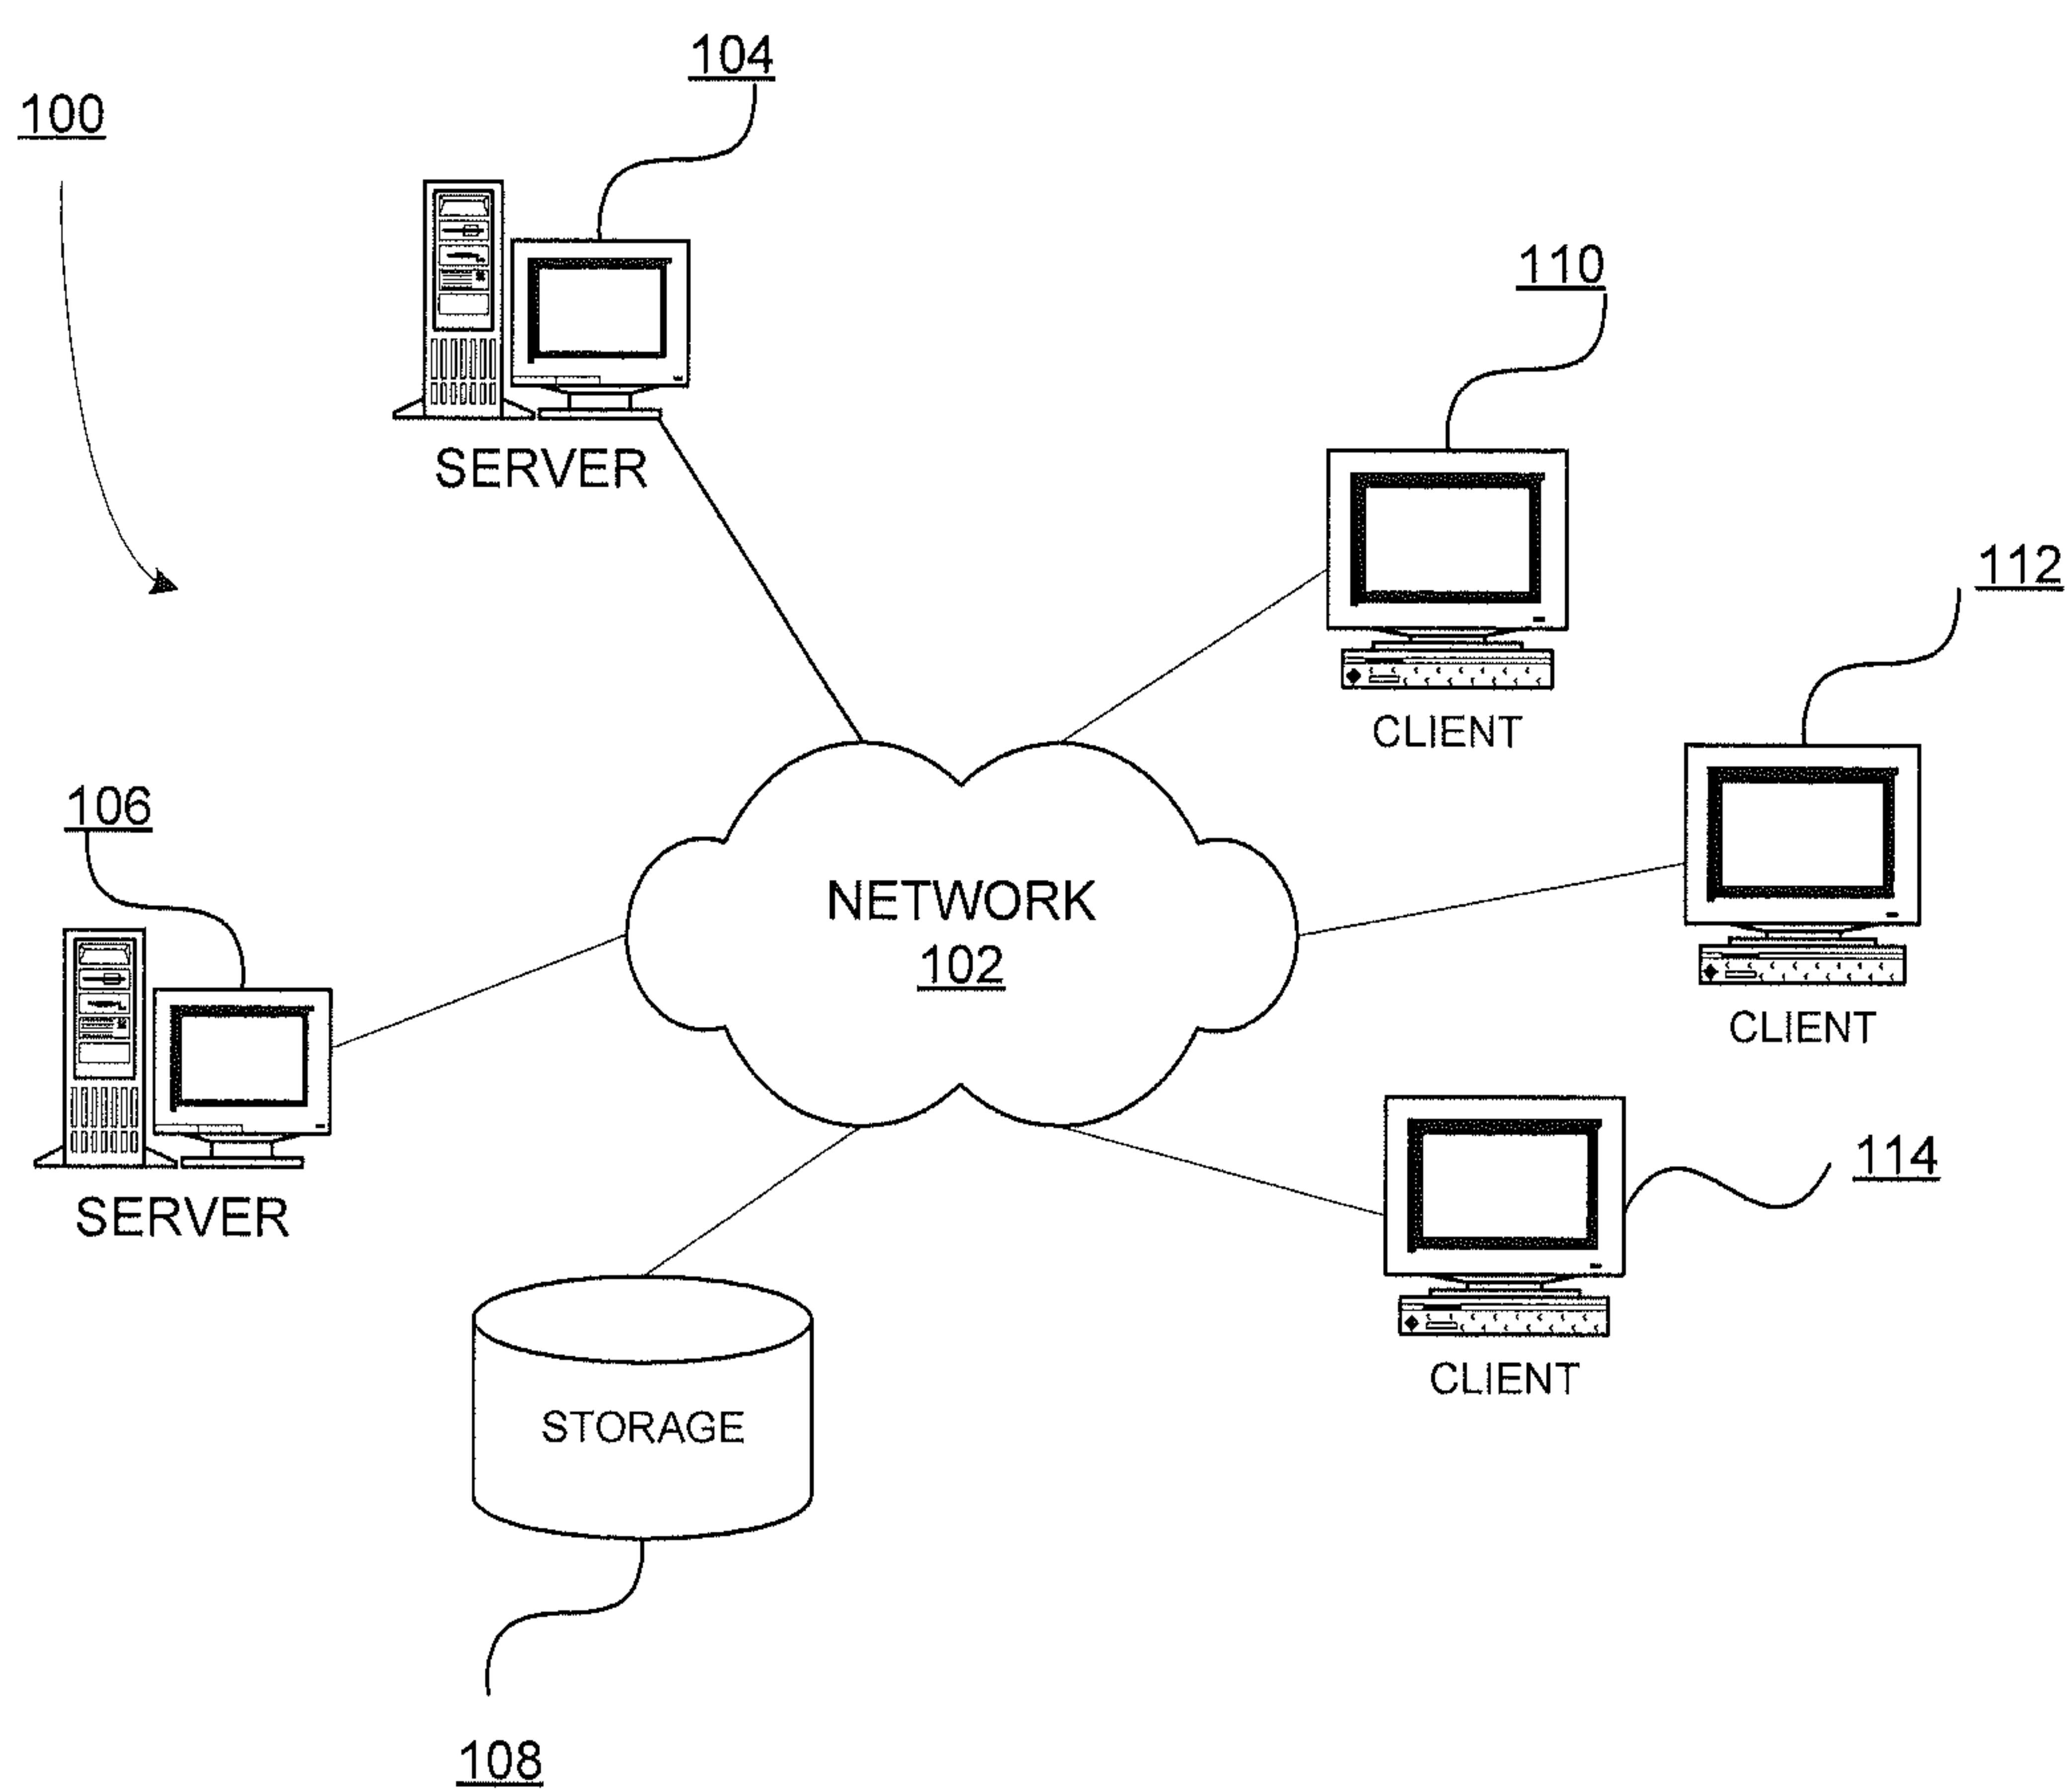 104
100
110
SERVER
112
CLIENT
106
NETWORK
102
CLIENT
114
SERVER
CLIENT
STORAGE
108